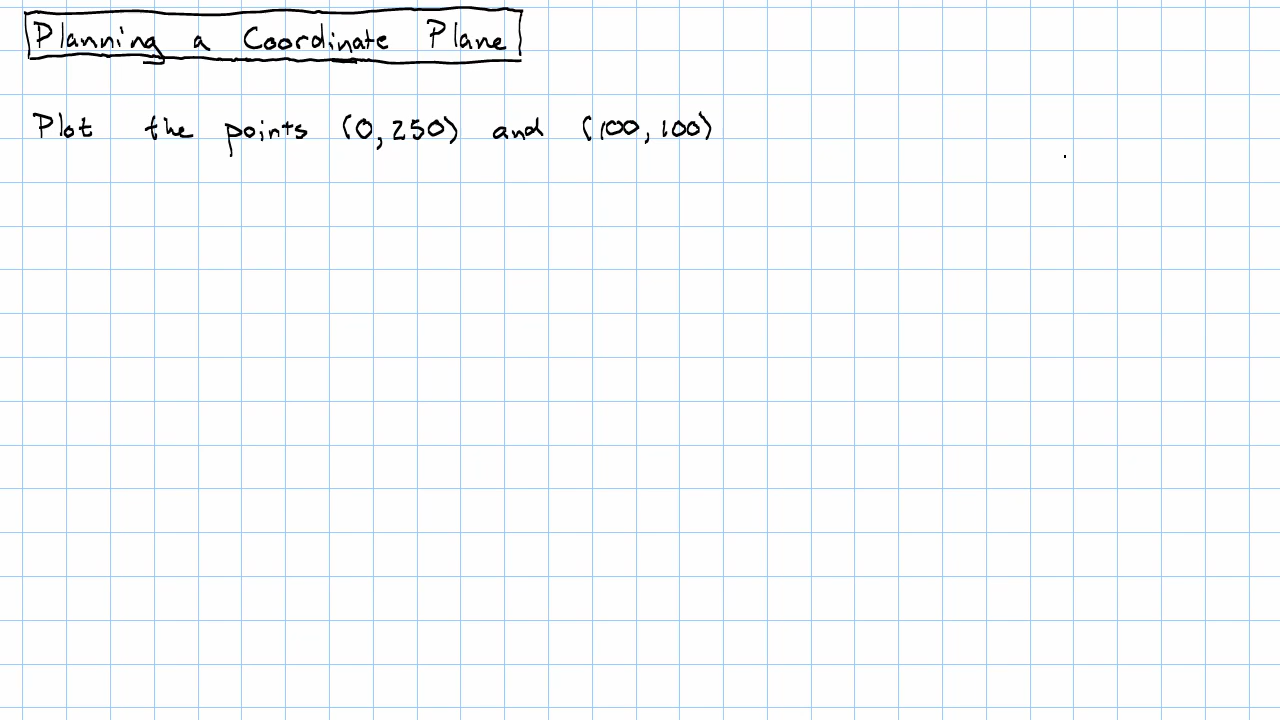 Planning a Coordinate Plane
Plot the points (0,250) and (100,100)